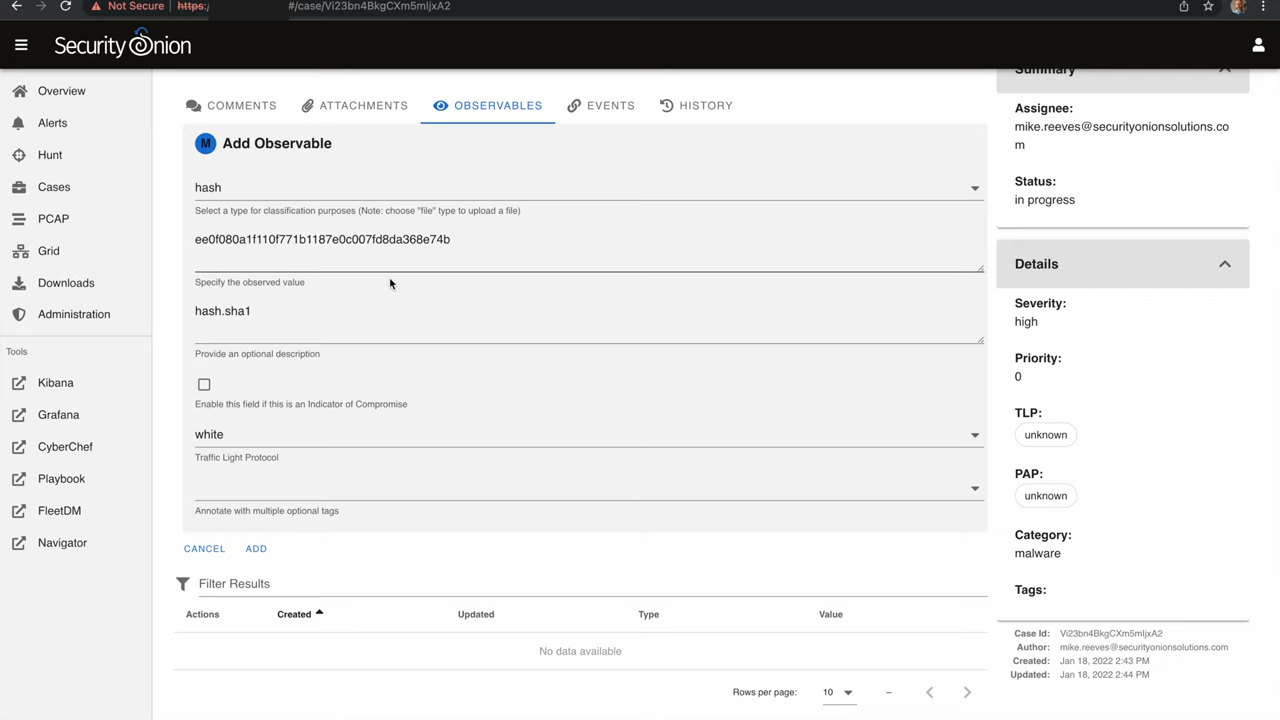 Not Secure | https:
#/case/Vi23bn4BkgCXm5mIjxA2
Security Onion
Overview
Alerts
Hunt
Cases
PCAP
Grid
Downloads
Administration
Tools
Kibana
Grafana
CyberChef
Playbook
FleetDM
Navigator
COMMENTS
ATTACHMENTS
OBSERVABLES
EVENTS
HISTORY
M Add Observable
hash
Select a type for classification purposes (Note: choose "file" type to upload a file)
ee0f080a1f110f771b1187e0c007fd8da368e74b
Specify the observed value
hash.sha1
Provide an optional description
Enable this field if this is an Indicator of Compromise
white
Traffic Light Protocol
Annotate with multiple optional tags
CANCEL ADD
Filter Results
Actions Created Updated Type Value
No data available
Rows per page: 10 –
Summary
Assignee:
mike.reeves@securityonionsolutions.co
m
Status:
in progress
Details
Severity:
high
Priority:
0
TLP:
unknown
PAP:
unknown
Category:
malware
Tags:
Case Id: Vi23bn4BkgCXm5mIjxA2
Author: mike.reeves@securityonionsolutions.com
Created: Jan 18, 2022 2:43 PM
Updated: Jan 18, 2022 2:44 PM